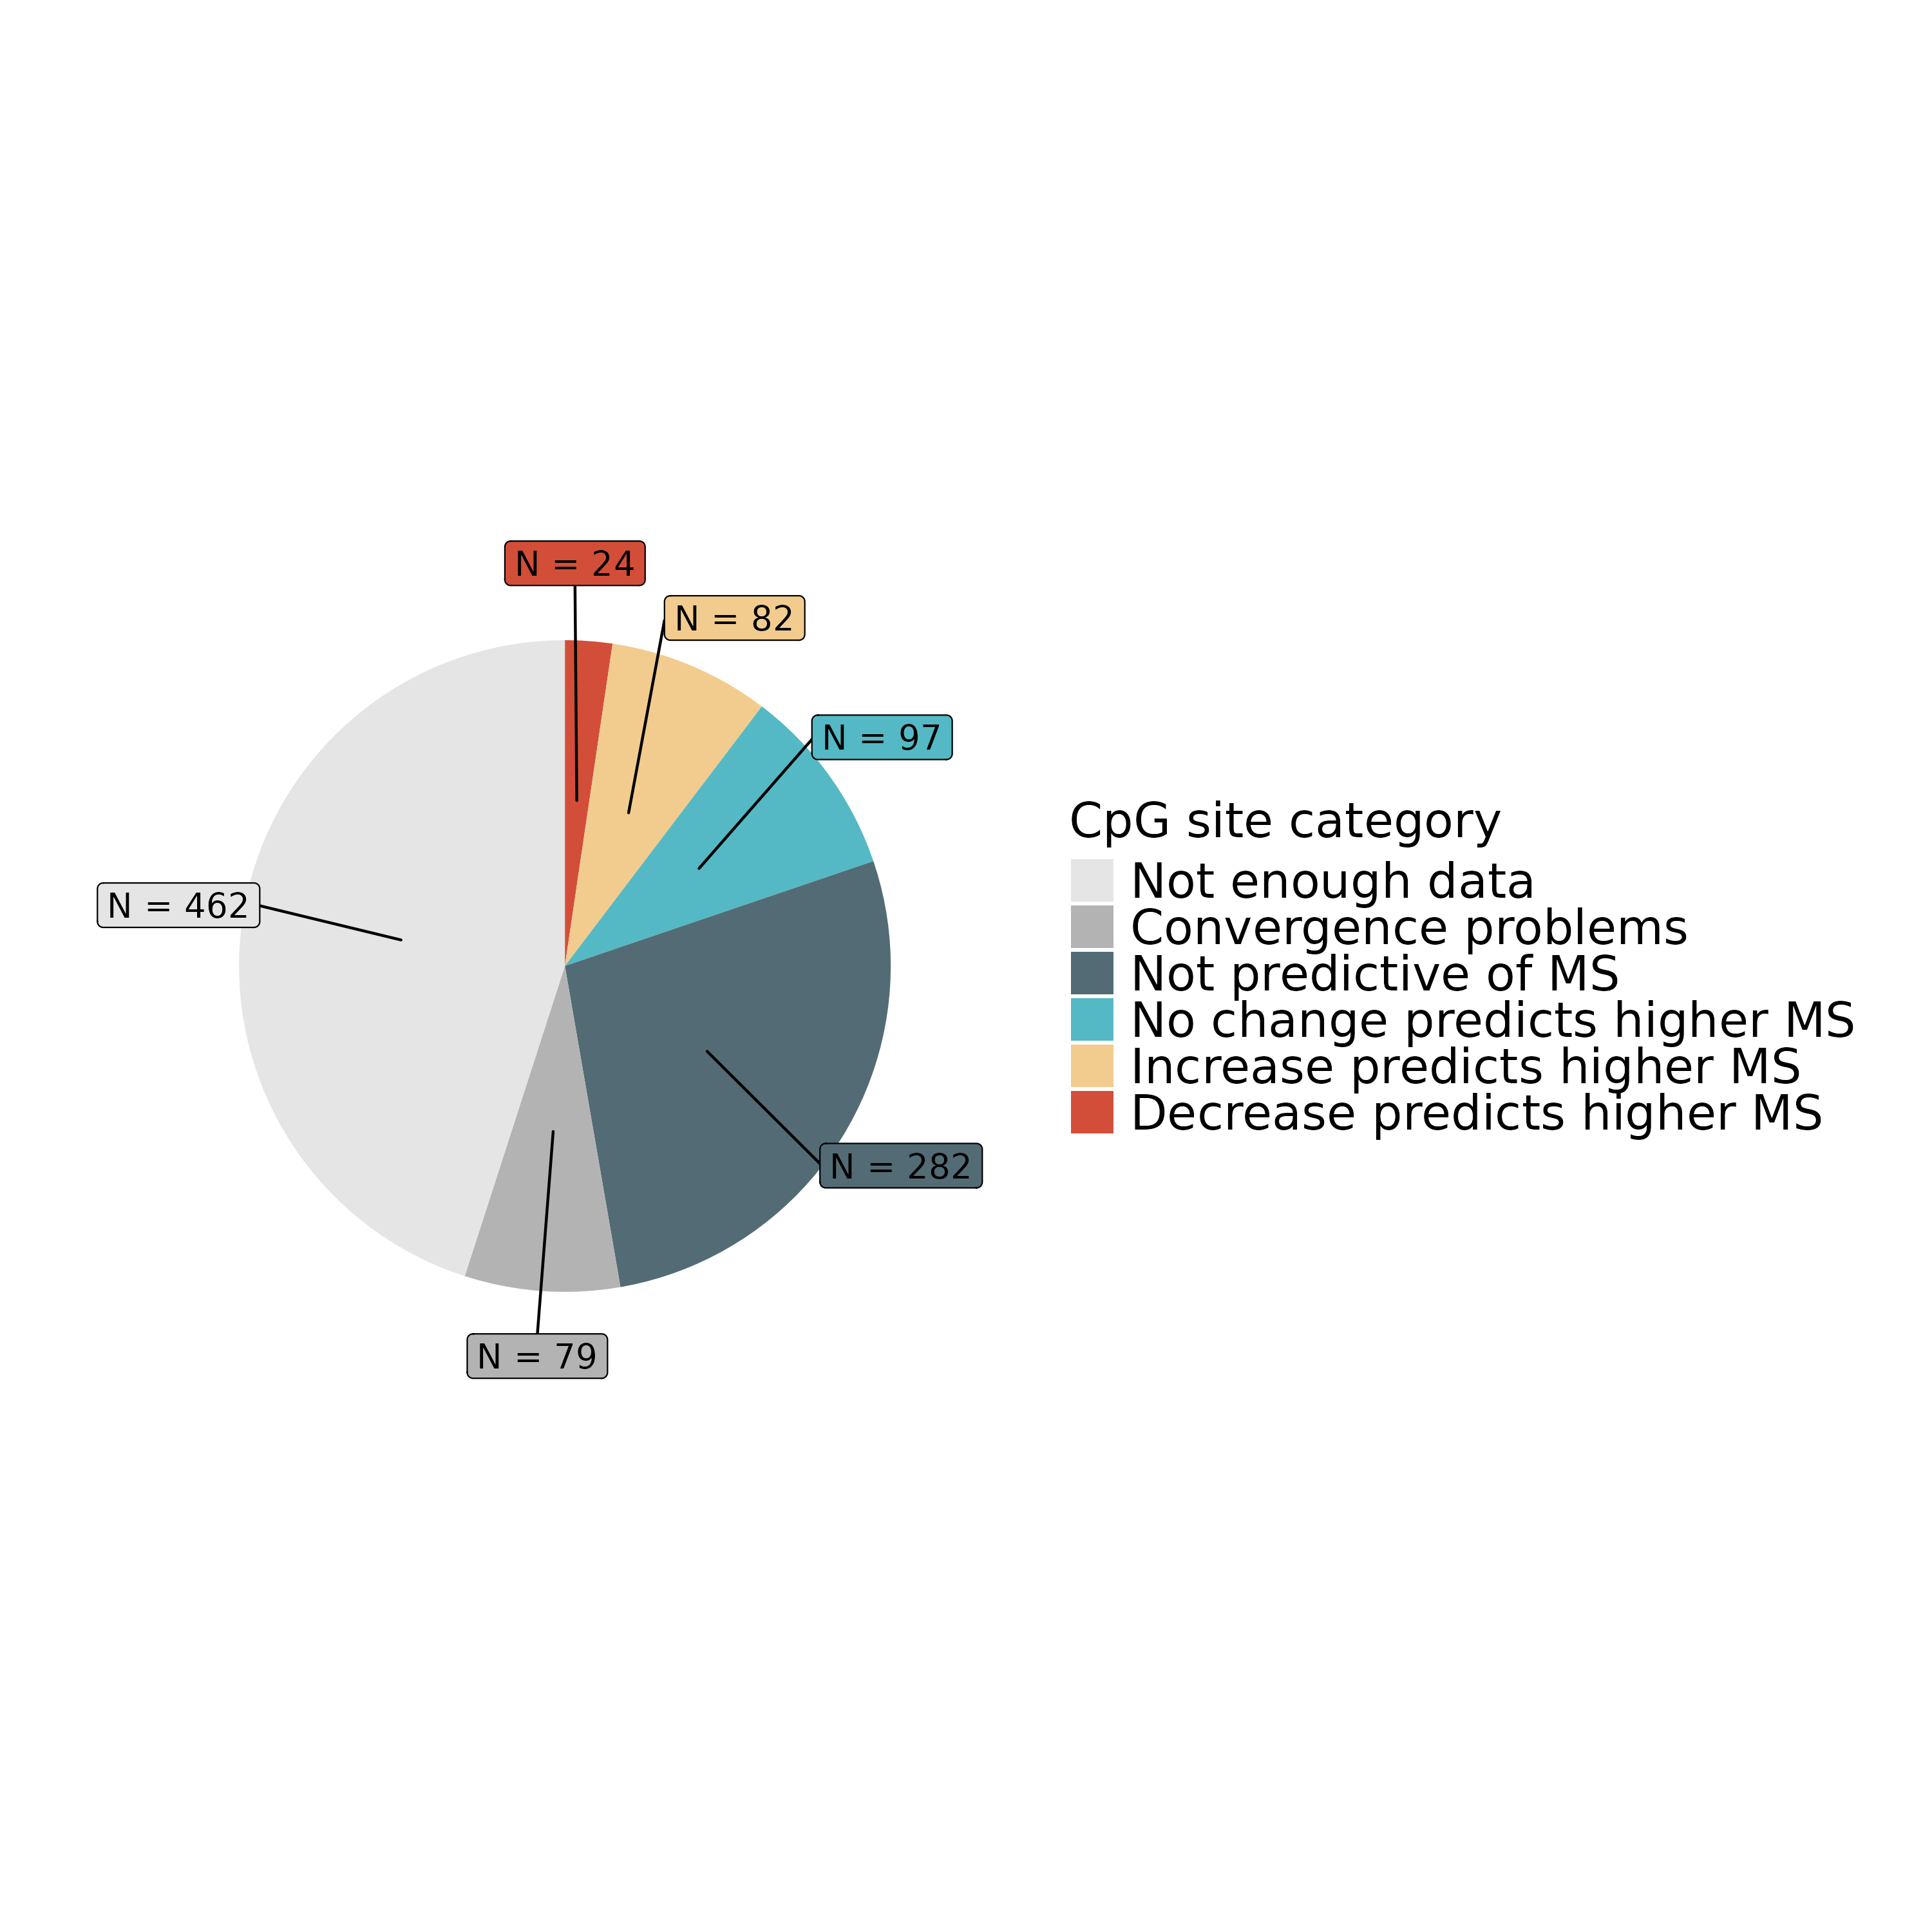 N = 24
N = 82
N = 97
N = 462
N = 282
N = 79
CpG site category
Not enough data
Convergence problems
Not predictive of MS
No change predicts higher MS
Increase predicts higher MS
Decrease predicts higher MS